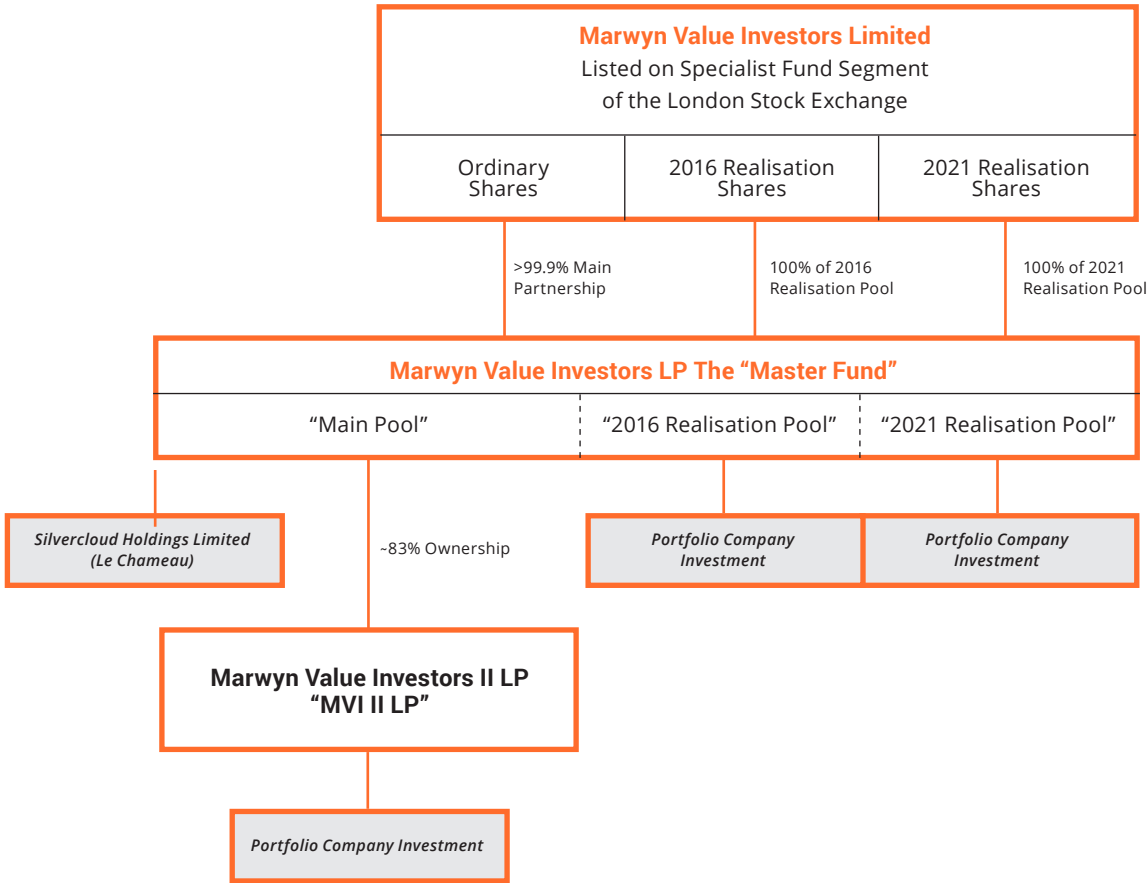 Marwyn Value Investors Limited
Listed on Specialist Fund Segment
of the London Stock Exchange
Ordinary
Shares
2016 Realisation
Shares
2021 Realisation
Shares
>99.9% Main
Partnership
100% of 2016
Realisation Pool
100% of 2021
Realisation Pool
Marwyn Value Investors LP The “Master Fund”
“Main Pool”
“2016 Realisation Pool”
“2021 Realisation Pool”
Silvercloud Holdings Limited
(Le Chameau)
~83% Ownership
Portfolio Company
Investment
Portfolio Company
Investment
Marwyn Value Investors II LP
“MVI II LP”
Portfolio Company Investment